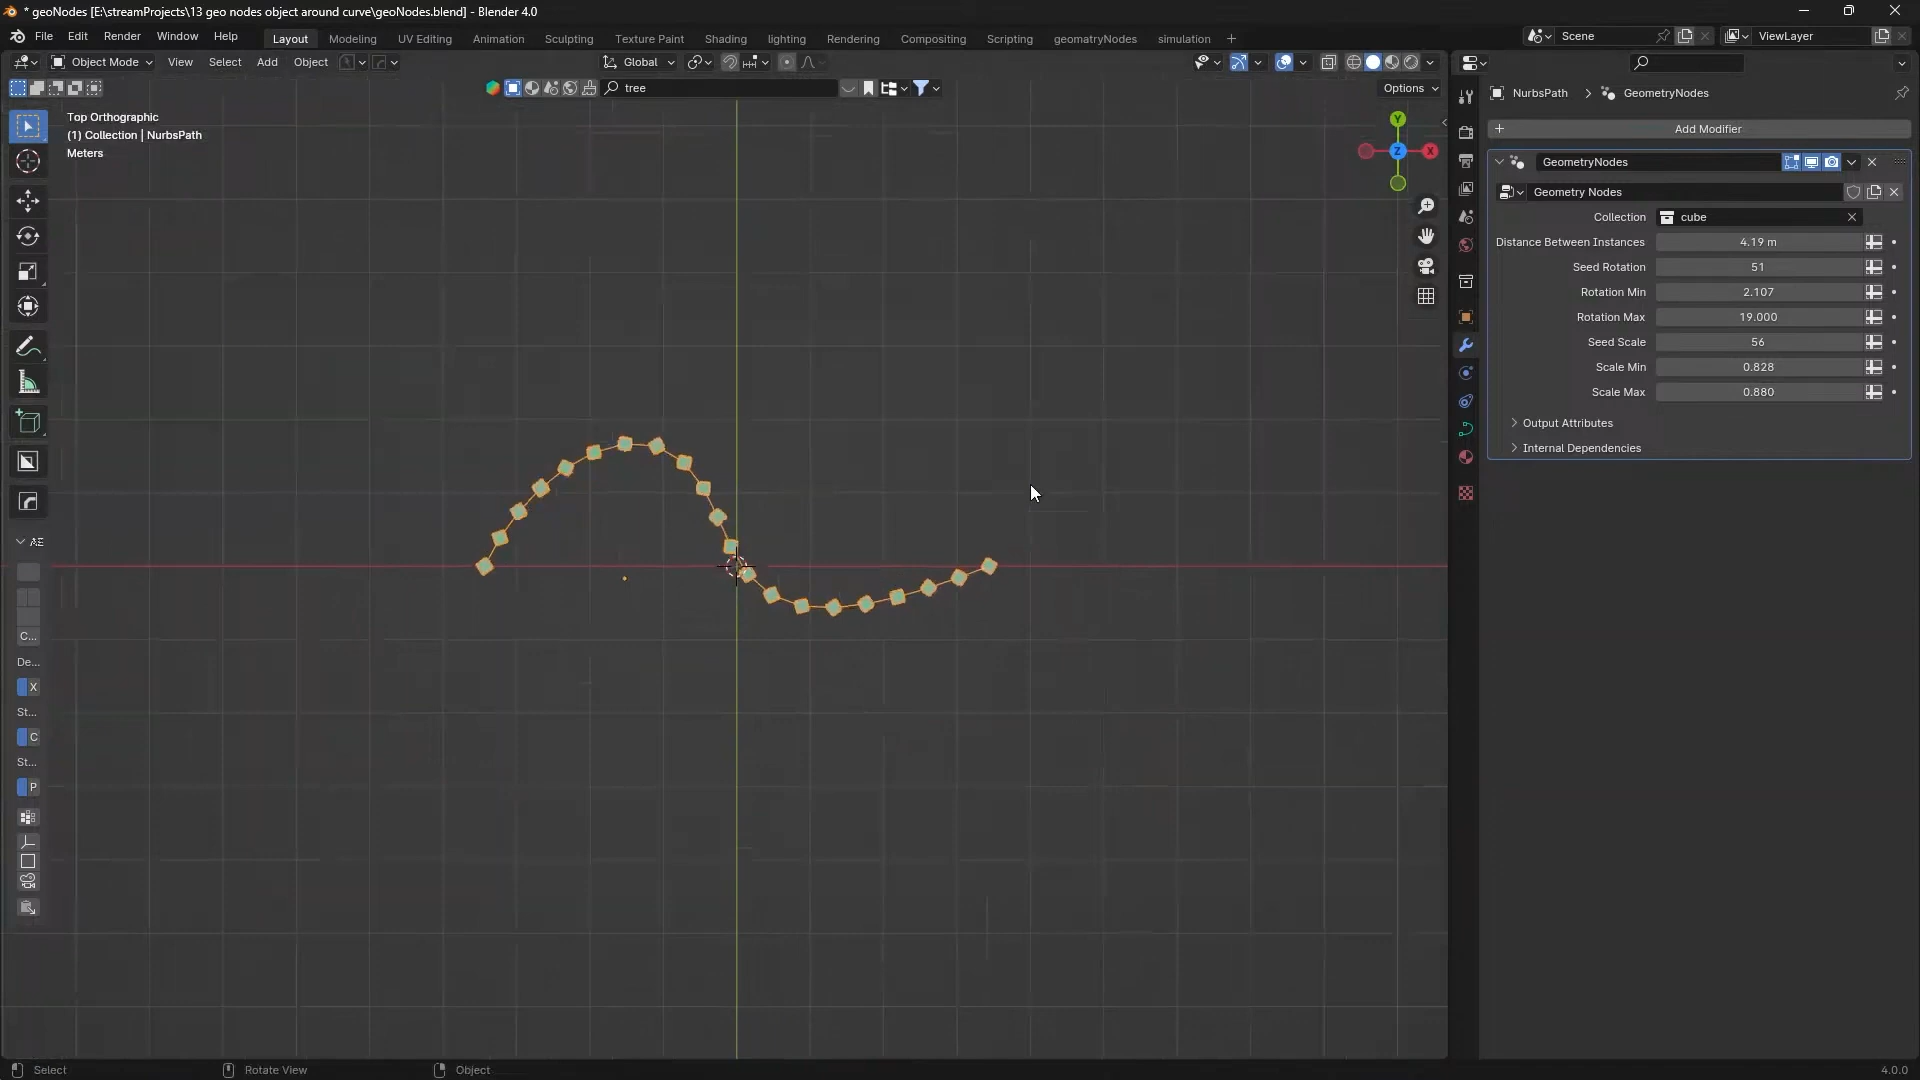 * geoNodes [E:\streamProjects\13 geo nodes object around curve\geoNodes.blend] - Blender 4.0
File Edit Render Window Help Layout Modeling UV Editing Animation Sculpting Texture Paint Shading lighting Rendering Compositing Scripting geomatryNodes simulation + Scene ViewLayer
Object Mode View Select Add Object Global
tree Options
Top Orthographic
(1) Collection | NurbsPath
Meters
Y
Z X
NurbsPath > GeometryNodes
+ Add Modifier
GeometryNodes
Geometry Nodes
Collection cube
Distance Between Instances 4.19 m
Seed Rotation 51
Rotation Min 2.107
Rotation Max 19.000
Seed Scale 56
Scale Min 0.828
Scale Max 0.880
Output Attributes
Internal Dependencies
AE
C...
De...
X
St...
C
St...
P
Select Rotate View Object 4.0.0